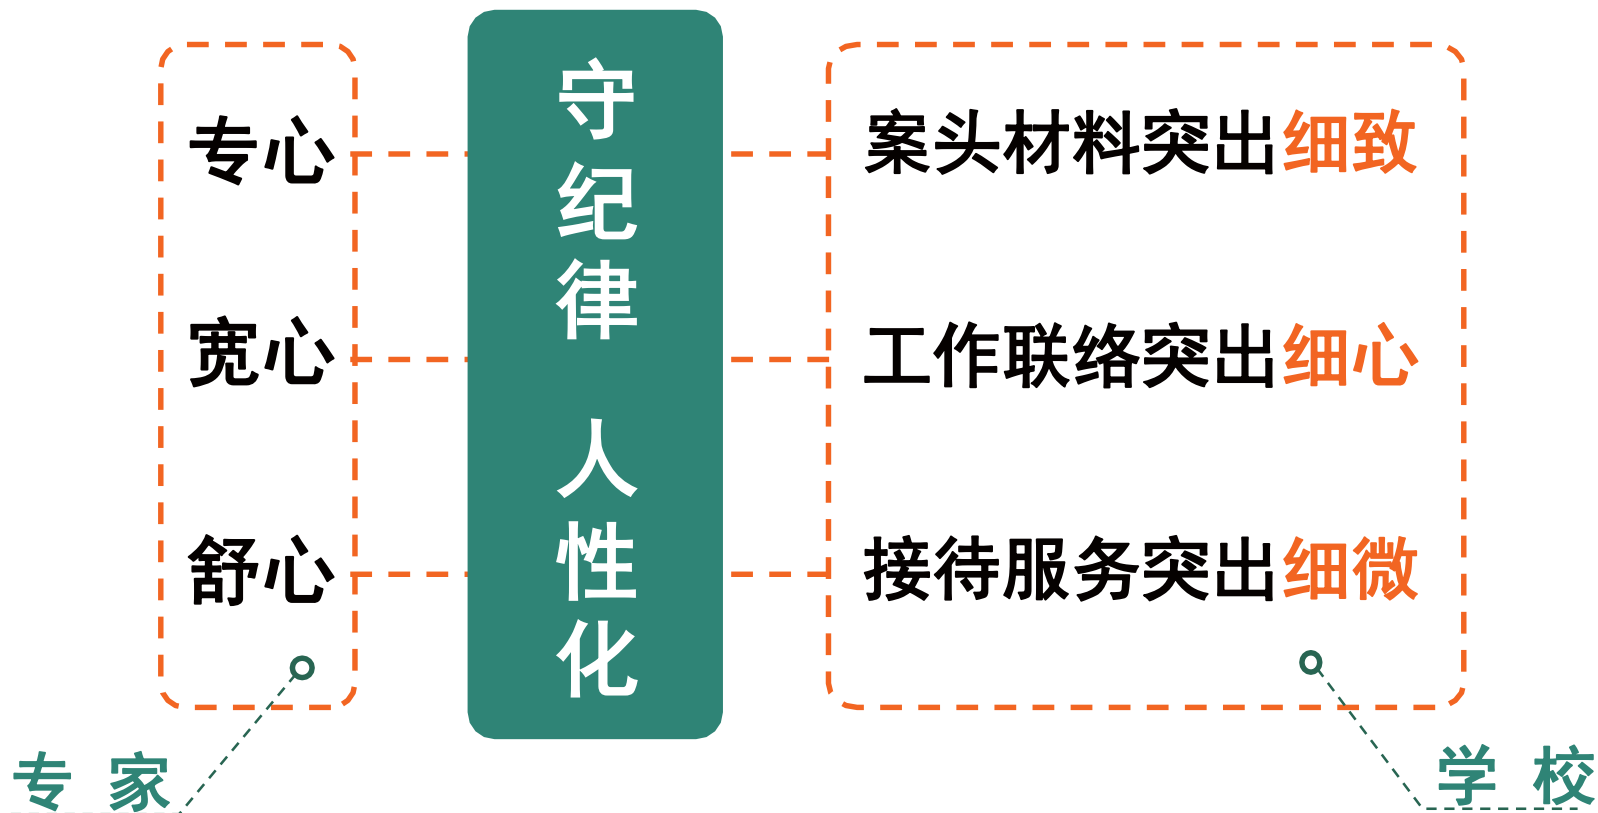 专心
宽心
舒心
守纪律 人性化
案头材料突出细致
工作联络突出细心
接待服务突出细微
专 家
学 校